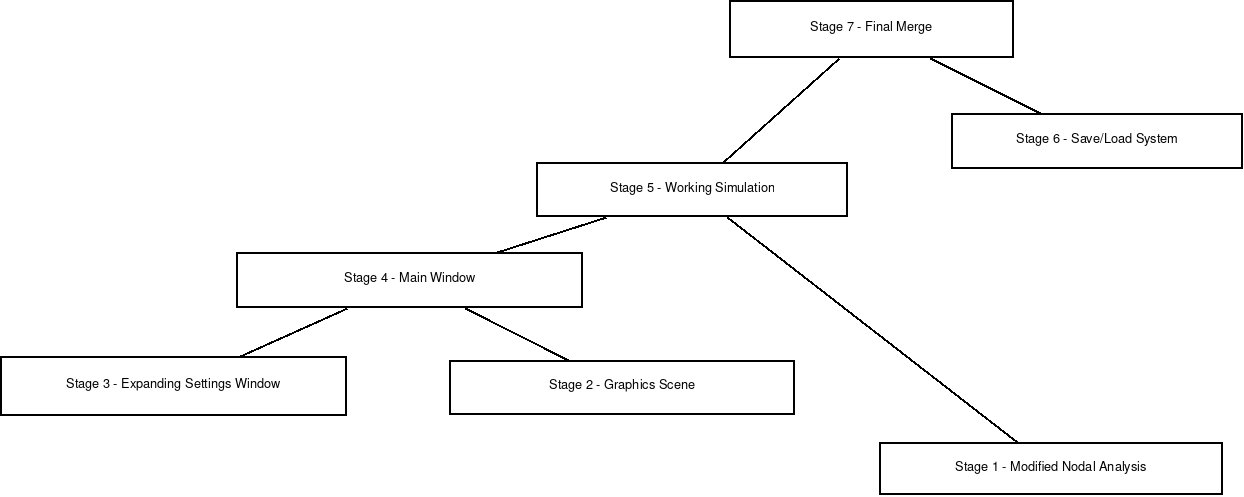 Stage 7 - Final Merge
Stage 6 - Save/Load System
Stage 5 - Working Simulation
Stage 4 - Main Window
Stage 3 - Expanding Settings Window
Stage 2 - Graphics Scene
Stage 1 - Modified Nodal Analysis